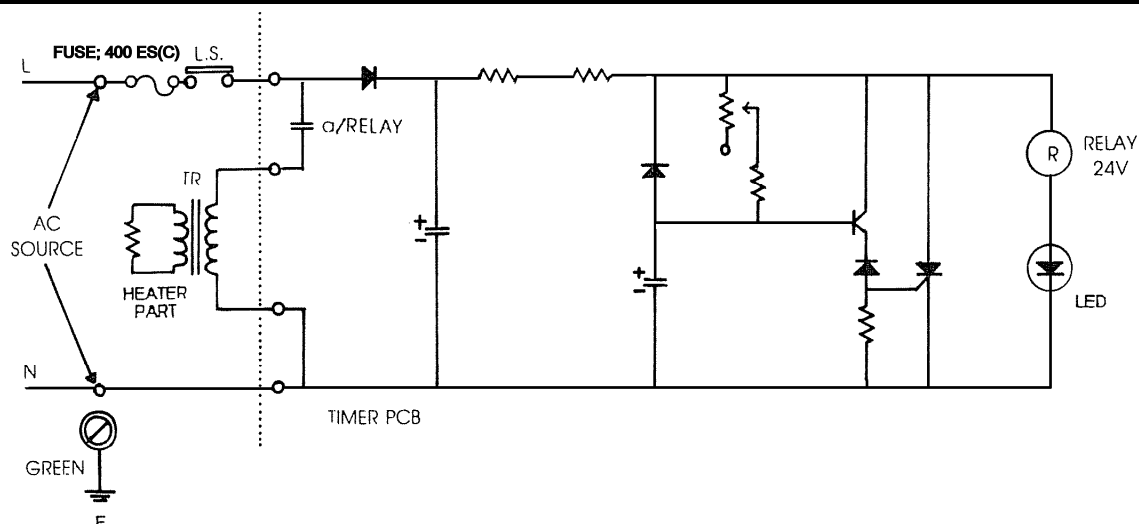 FUSE; 400 ES(C) L.S.
L
a/RELAY
TR
AC
SOURCE
HEATER
PART
N
TIMER PCB
GREEN
E
R
RELAY
24V
LED
+
-
+
-